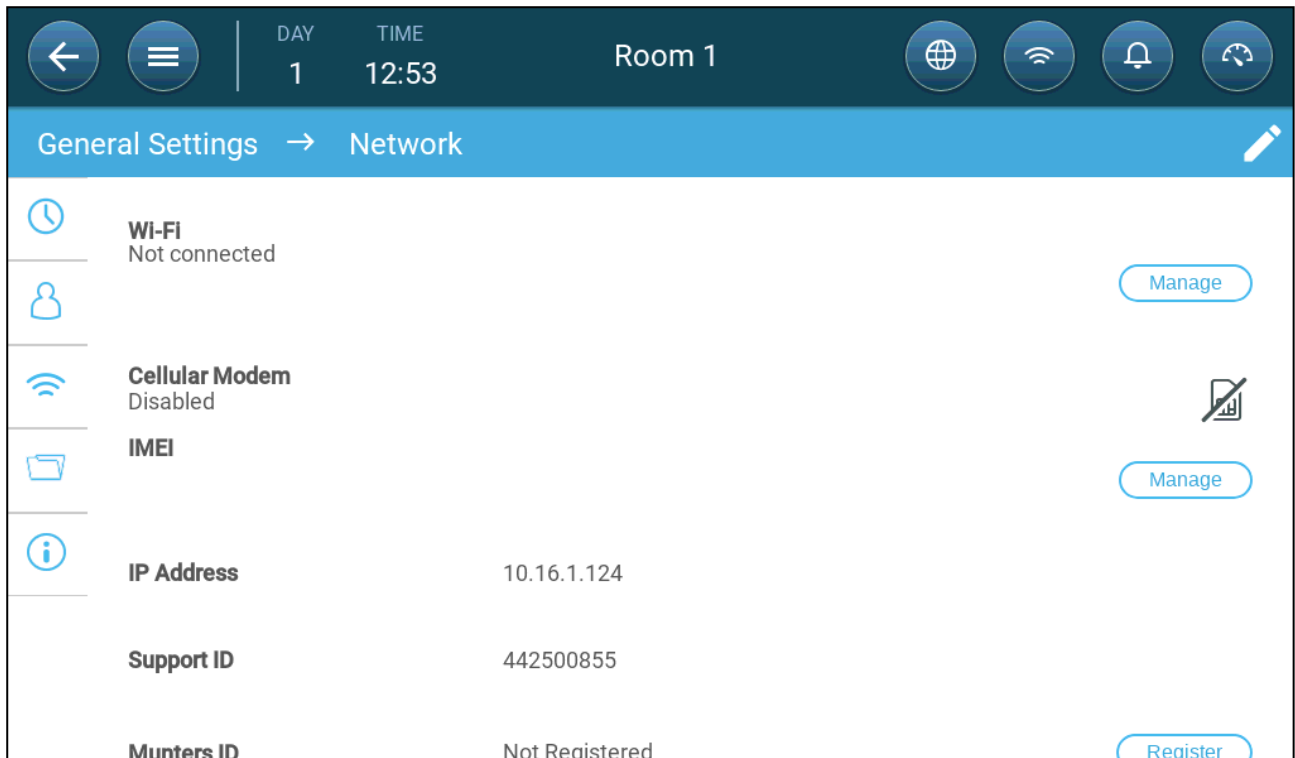 DAY TIME
1 12:53
Room 1
General Settings → Network
Wi-Fi
Not connected
Manage
Cellular Modem
Disabled
IMEI
Manage
IP Address 10.16.1.124
Support ID 442500855
Munters ID Not Registered Register